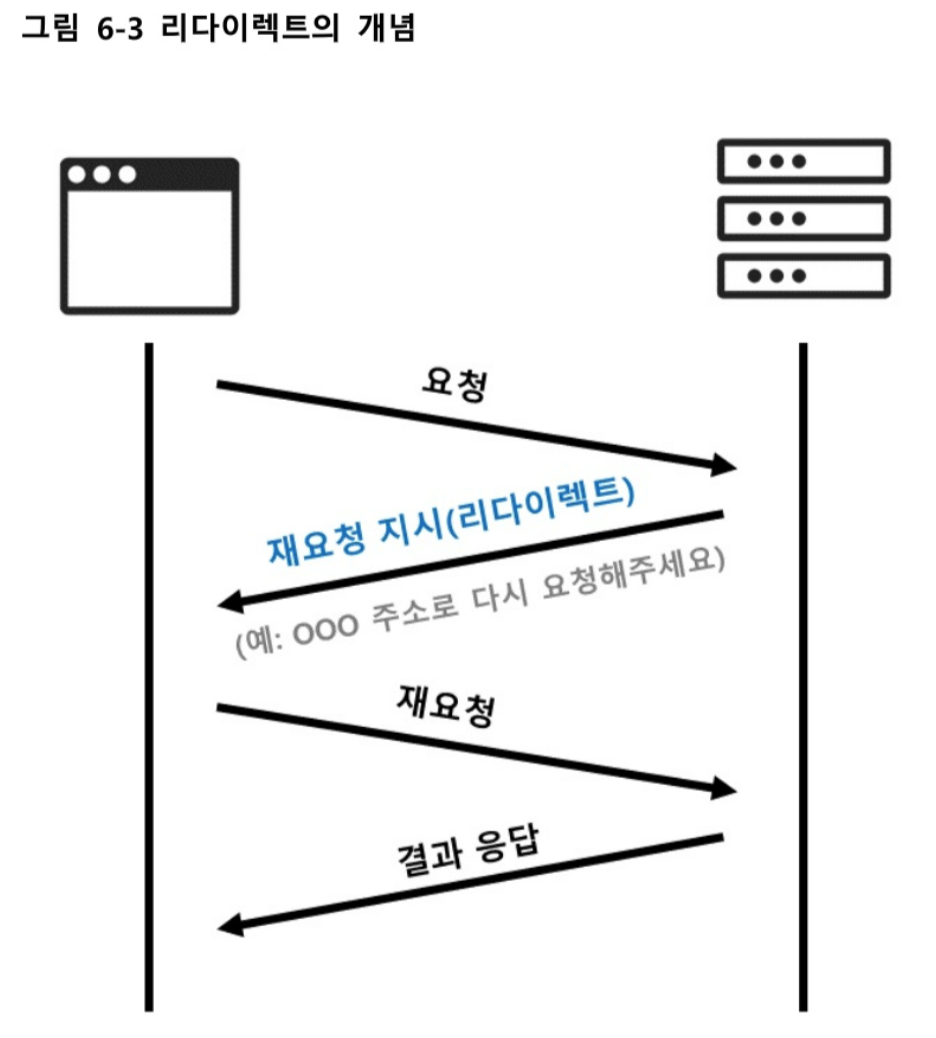 그림 6-3 리다이렉트의 개념
요청
재요청 지시(리다이렉트)
(예: OOO 주소로 다시 요청해주세요)
재요청
결과 응답